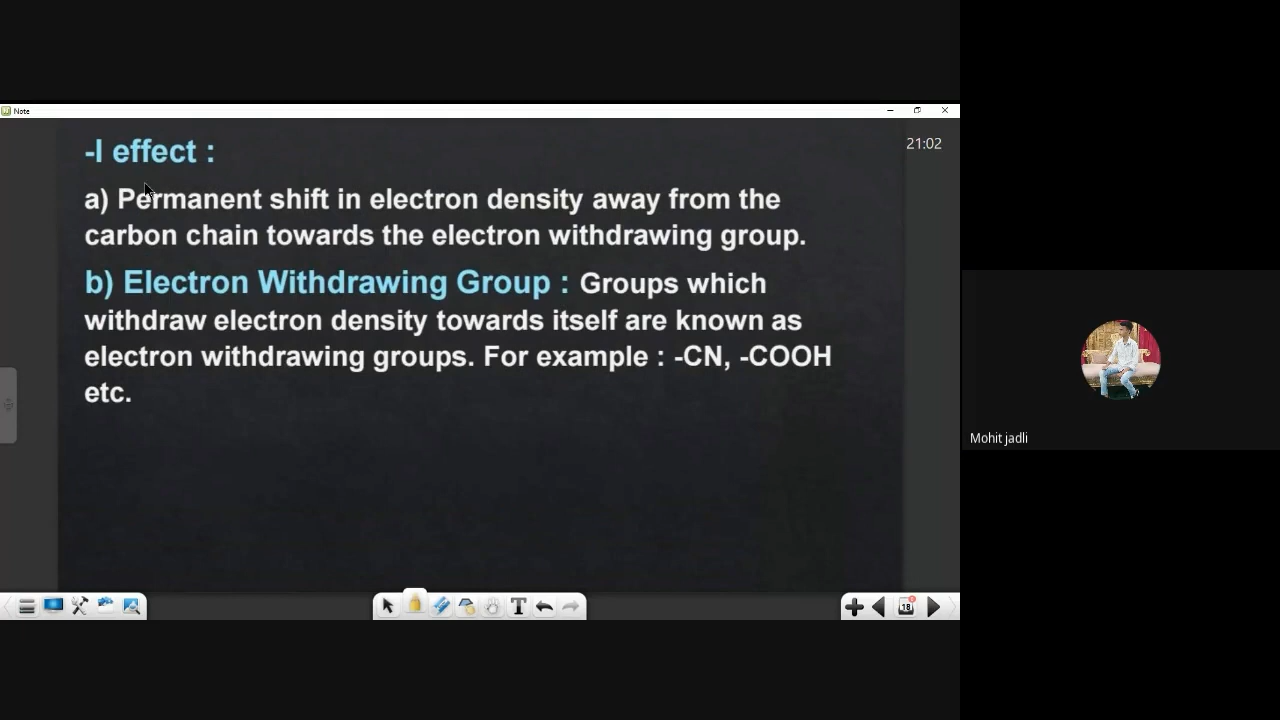 Note
21:02
-I effect :
a) Permanent shift in electron density away from the
carbon chain towards the electron withdrawing group.
b) Electron Withdrawing Group : Groups which
withdraw electron density towards itself are known as
electron withdrawing groups. For example : -CN, -COOH
etc.
Mohit jadli
T
18